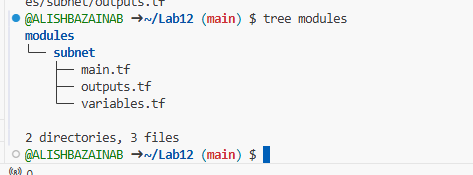 es/subnet/outputs.tf
@ALISHBAZAINAB ➜~/Lab12 (main) $ tree modules
modules
└── subnet
    ├── main.tf
    ├── outputs.tf
    └── variables.tf

2 directories, 3 files
@ALISHBAZAINAB ➜~/Lab12 (main) $
0